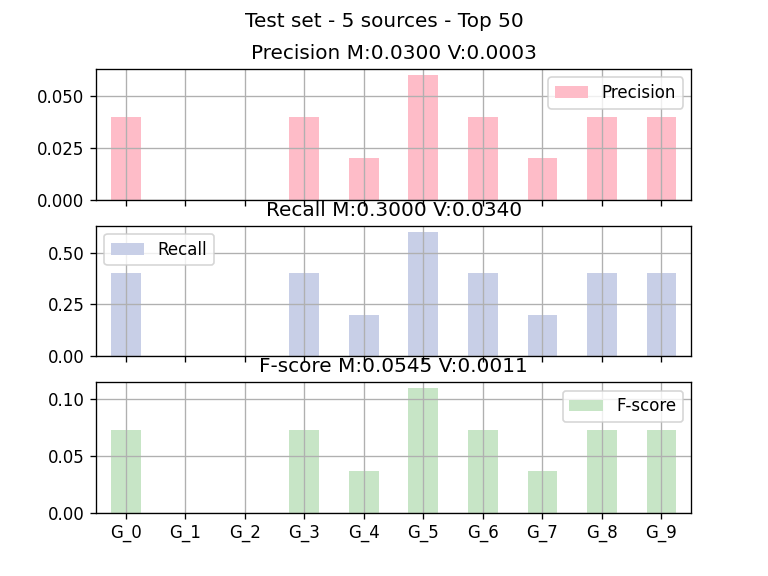 Test set - 5 sources - Top 50
Precision M:0.0300 V:0.0003
0.050
0.025
0.000
Precision
Recall M:0.3000 V:0.0340
0.50
0.25
0.00
Recall
F-score M:0.0545 V:0.0011
0.10
0.05
0.00
F-score
G_0 G_1 G_2 G_3 G_4 G_5 G_6 G_7 G_8 G_9